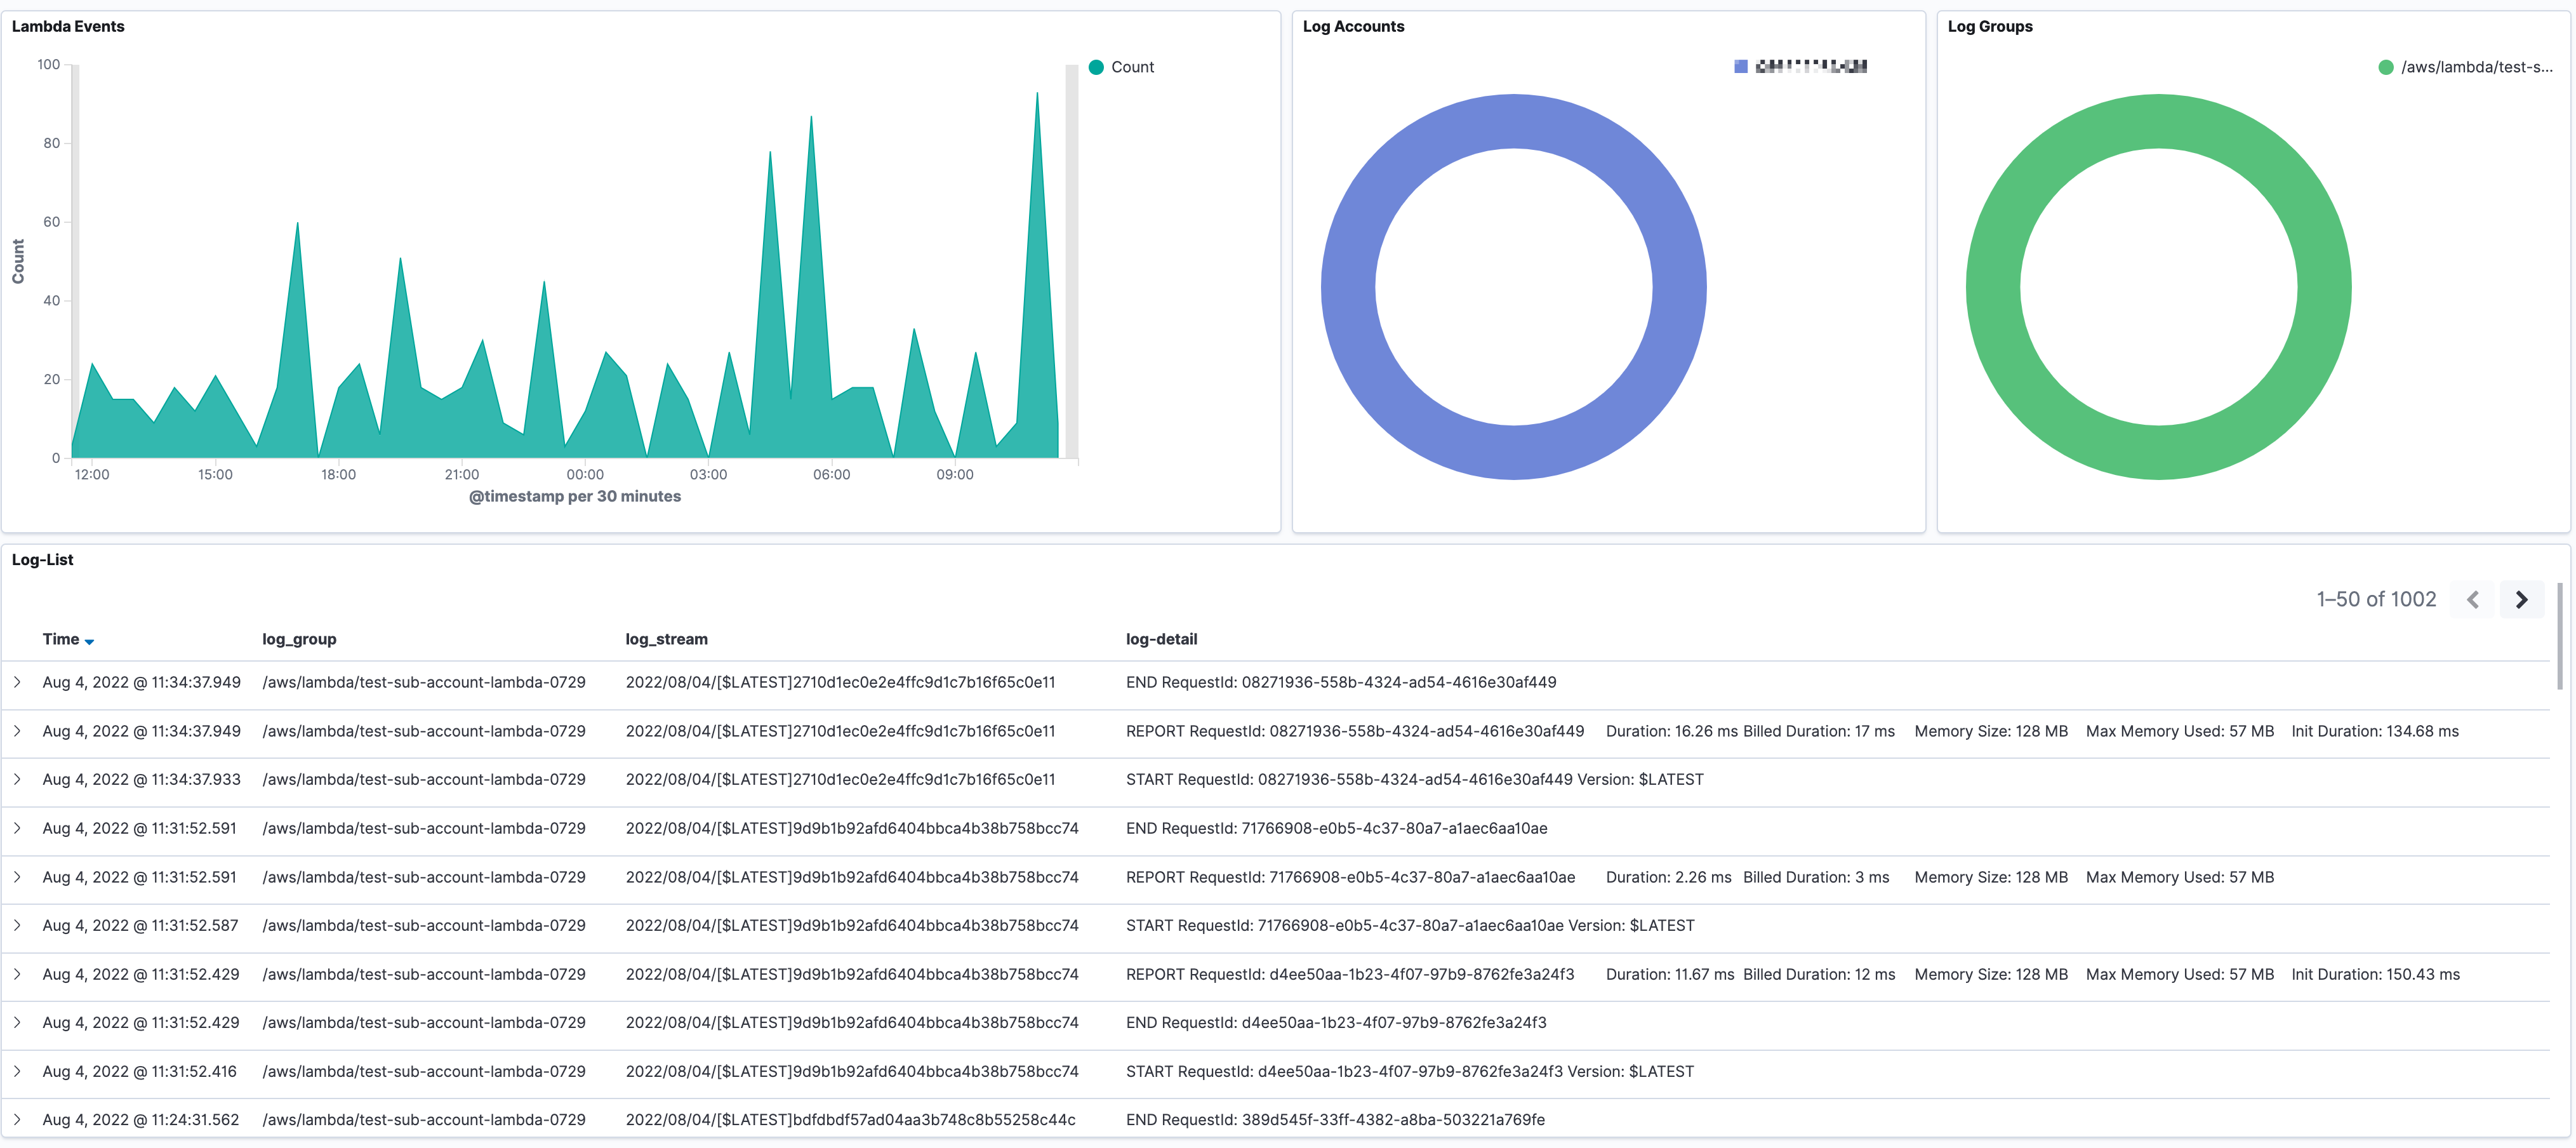 Lambda Events
100
80
60
40
20
0
Count
12:00 15:00 18:00 21:00 00:00 03:00 06:00 09:00
@timestamp per 30 minutes
Count
Log Accounts
Log Groups
/aws/lambda/test-s...
Log-List
1–50 of 1002
Time log_group log_stream log-detail
Aug 4, 2022 @ 11:34:37.949 /aws/lambda/test-sub-account-lambda-0729 2022/08/04/[$LATEST]2710d1ec0e2e4ffc9d1c7b16f65c0e11 END RequestId: 08271936-558b-4324-ad54-4616e30af449
Aug 4, 2022 @ 11:34:37.949 /aws/lambda/test-sub-account-lambda-0729 2022/08/04/[$LATEST]2710d1ec0e2e4ffc9d1c7b16f65c0e11 REPORT RequestId: 08271936-558b-4324-ad54-4616e30af449 Duration: 16.26 ms Billed Duration: 17 ms Memory Size: 128 MB Max Memory Used: 57 MB Init Duration: 134.68 ms
Aug 4, 2022 @ 11:34:37.933 /aws/lambda/test-sub-account-lambda-0729 2022/08/04/[$LATEST]2710d1ec0e2e4ffc9d1c7b16f65c0e11 START RequestId: 08271936-558b-4324-ad54-4616e30af449 Version: $LATEST
Aug 4, 2022 @ 11:31:52.591 /aws/lambda/test-sub-account-lambda-0729 2022/08/04/[$LATEST]9d9b1b92afd6404bbca4b38b758bcc74 END RequestId: 71766908-e0b5-4c37-80a7-a1aec6aa10ae
Aug 4, 2022 @ 11:31:52.591 /aws/lambda/test-sub-account-lambda-0729 2022/08/04/[$LATEST]9d9b1b92afd6404bbca4b38b758bcc74 REPORT RequestId: 71766908-e0b5-4c37-80a7-a1aec6aa10ae Duration: 2.26 ms Billed Duration: 3 ms Memory Size: 128 MB Max Memory Used: 57 MB
Aug 4, 2022 @ 11:31:52.587 /aws/lambda/test-sub-account-lambda-0729 2022/08/04/[$LATEST]9d9b1b92afd6404bbca4b38b758bcc74 START RequestId: 71766908-e0b5-4c37-80a7-a1aec6aa10ae Version: $LATEST
Aug 4, 2022 @ 11:31:52.429 /aws/lambda/test-sub-account-lambda-0729 2022/08/04/[$LATEST]9d9b1b92afd6404bbca4b38b758bcc74 REPORT RequestId: d4ee50aa-1b23-4f07-97b9-8762fe3a24f3 Duration: 11.67 ms Billed Duration: 12 ms Memory Size: 128 MB Max Memory Used: 57 MB Init Duration: 150.43 ms
Aug 4, 2022 @ 11:31:52.429 /aws/lambda/test-sub-account-lambda-0729 2022/08/04/[$LATEST]9d9b1b92afd6404bbca4b38b758bcc74 END RequestId: d4ee50aa-1b23-4f07-97b9-8762fe3a24f3
Aug 4, 2022 @ 11:31:52.416 /aws/lambda/test-sub-account-lambda-0729 2022/08/04/[$LATEST]9d9b1b92afd6404bbca4b38b758bcc74 START RequestId: d4ee50aa-1b23-4f07-97b9-8762fe3a24f3 Version: $LATEST
Aug 4, 2022 @ 11:24:31.562 /aws/lambda/test-sub-account-lambda-0729 2022/08/04/[$LATEST]bdfdbdf57ad04aa3b748c8b55258c44c END RequestId: 389d545f-33ff-4382-a8ba-503221a769fe